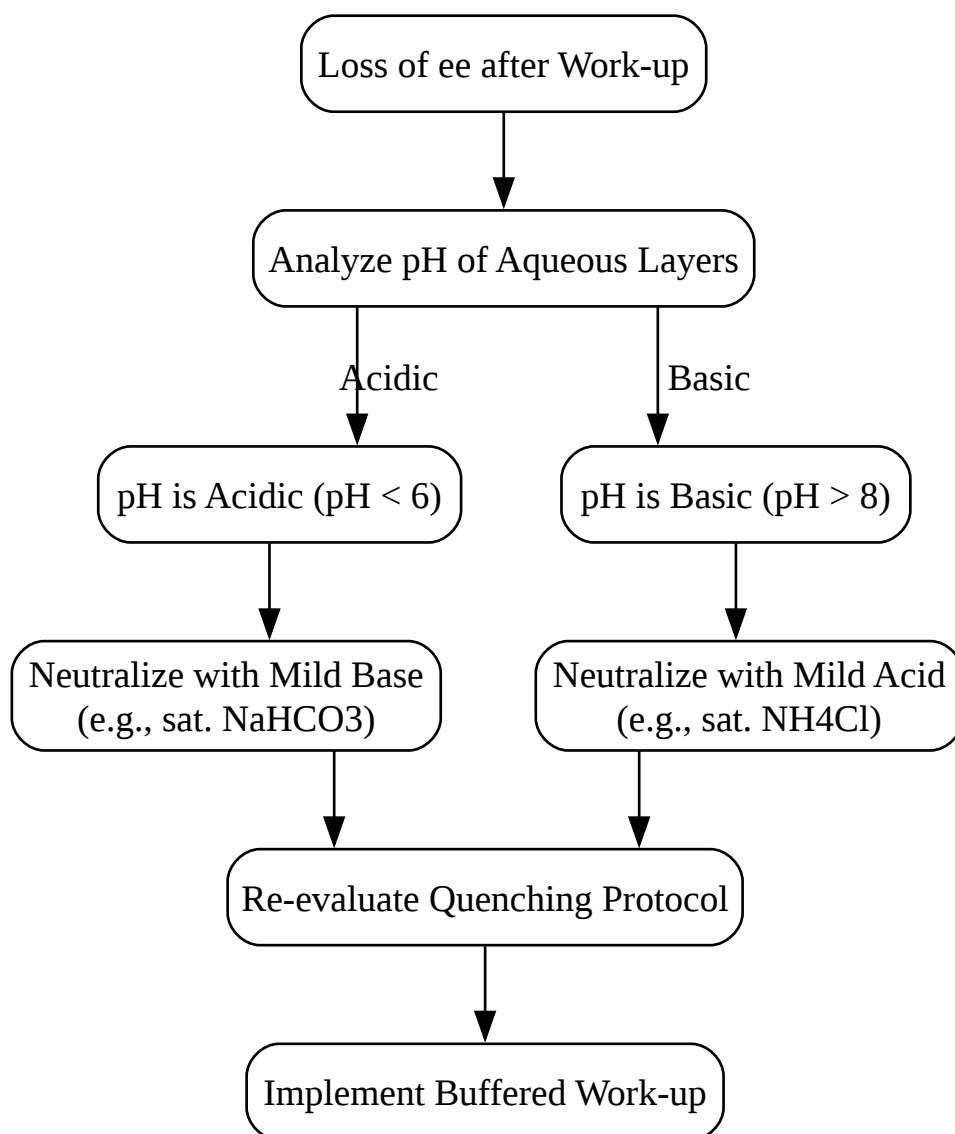 Loss of ee after Work-up
Analyze pH of Aqueous Layers
Acidic
Basic
pH is Acidic (pH < 6)
pH is Basic (pH > 8)
Neutralize with Mild Base
(e.g., sat. NaHCO3)
Neutralize with Mild Acid
(e.g., sat. NH4Cl)
Re-evaluate Quenching Protocol
Implement Buffered Work-up